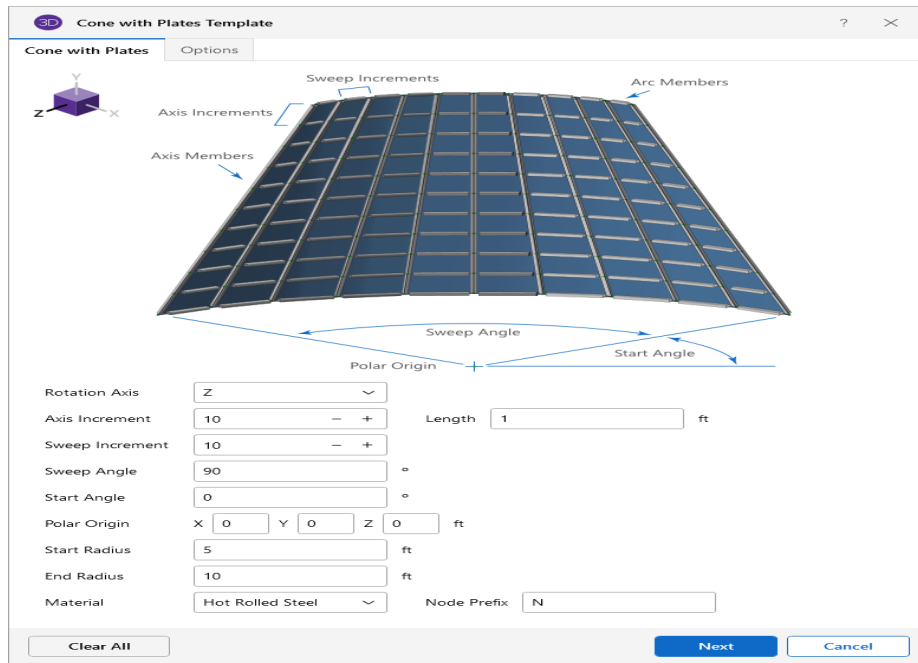 3D Cone with Plates Template ? ×
Cone with Plates Options
Y
Z X
Sweep Increments
Arc Members
Axis Increments
Axis Members
Sweep Angle
Start Angle
Polar Origin
Rotation Axis Z
Axis Increment 10 − + Length 1 ft
Sweep Increment 10 − +
Sweep Angle 90 °
Start Angle 0 °
Polar Origin X 0 Y 0 Z 0 ft
Start Radius 5 ft
End Radius 10 ft
Material Hot Rolled Steel Node Prefix N
Clear All Next Cancel